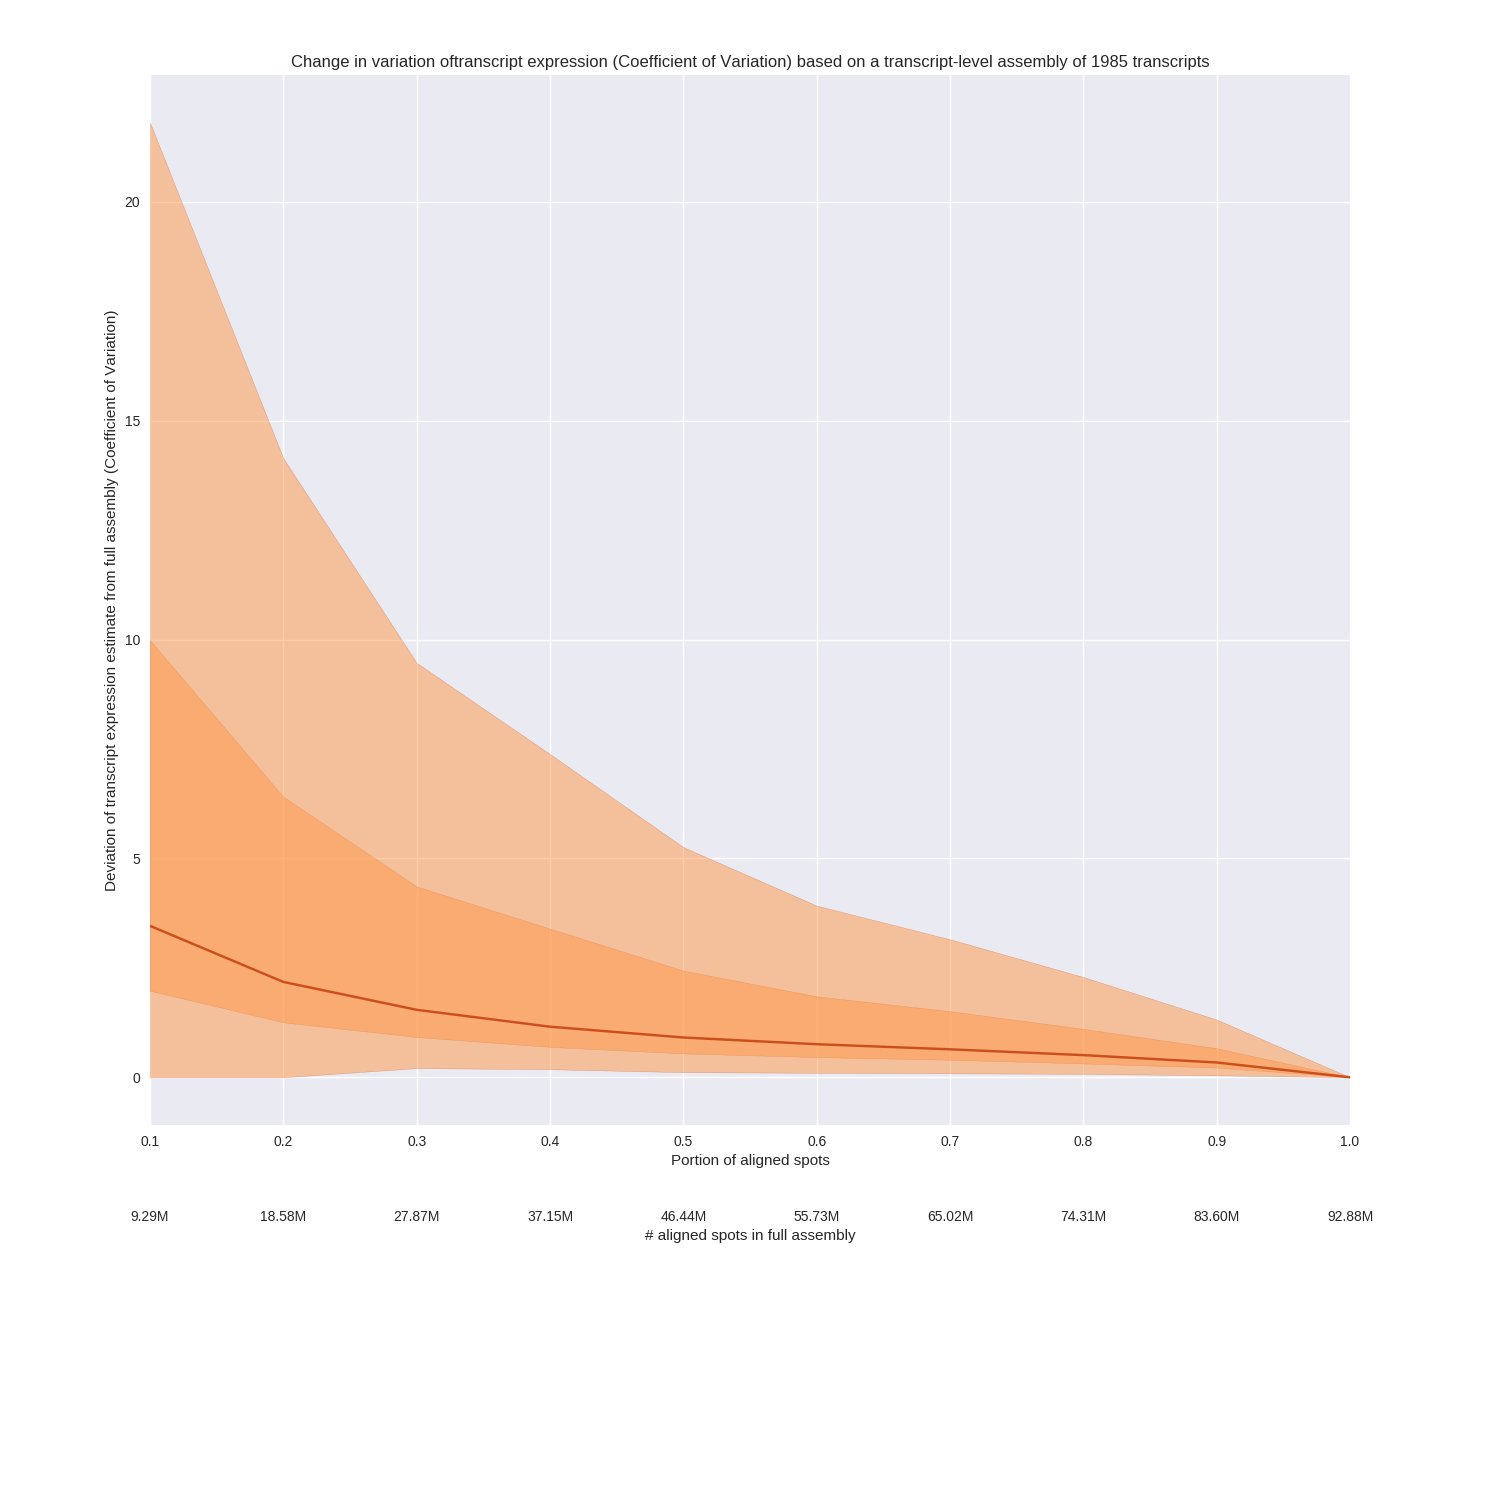 Change in variation oftranscript expression (Coefficient of Variation) based on a transcript-level assembly of 1985 transcripts
Deviation of transcript expression estimate from full assembly (Coefficient of Variation)
20
15
10
5
0
0.1 0.2 0.3 0.4 0.5 0.6 0.7 0.8 0.9 1.0
Portion of aligned spots
9.29M 18.58M 27.87M 37.15M 46.44M 55.73M 65.02M 74.31M 83.60M 92.88M
# aligned spots in full assembly